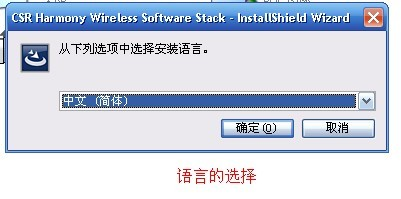 CSR Harmony Wireless Software Stack - InstallShield Wizard
从下列选项中选择安装语言。
中文 (简体)
确定(O) 取消
语言的选择